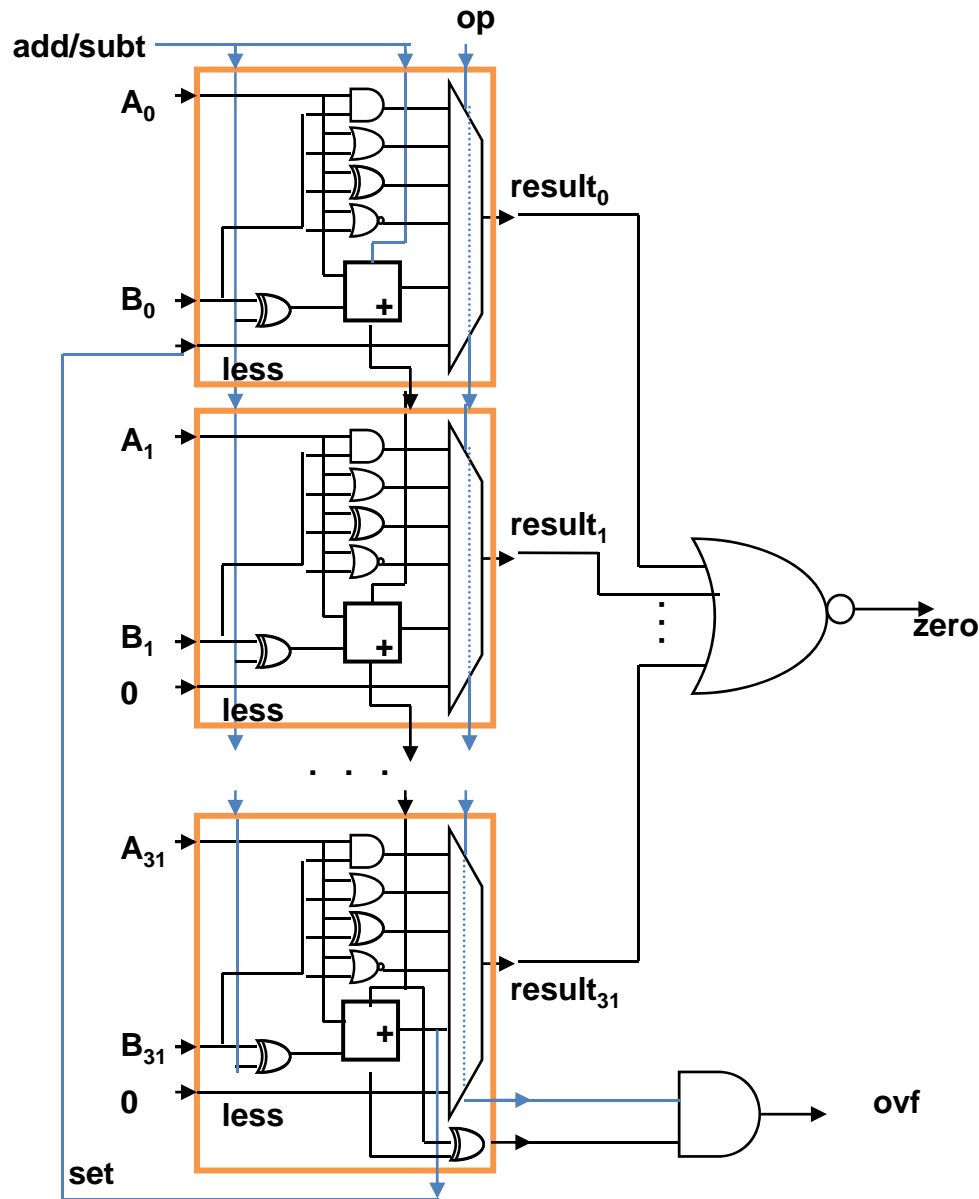 op
add/subt
A0
result0
B0
+
less
A1
result1
zero
B1
+
0
less
. . .
A31
result31
B31
+
0
less
ovf
set